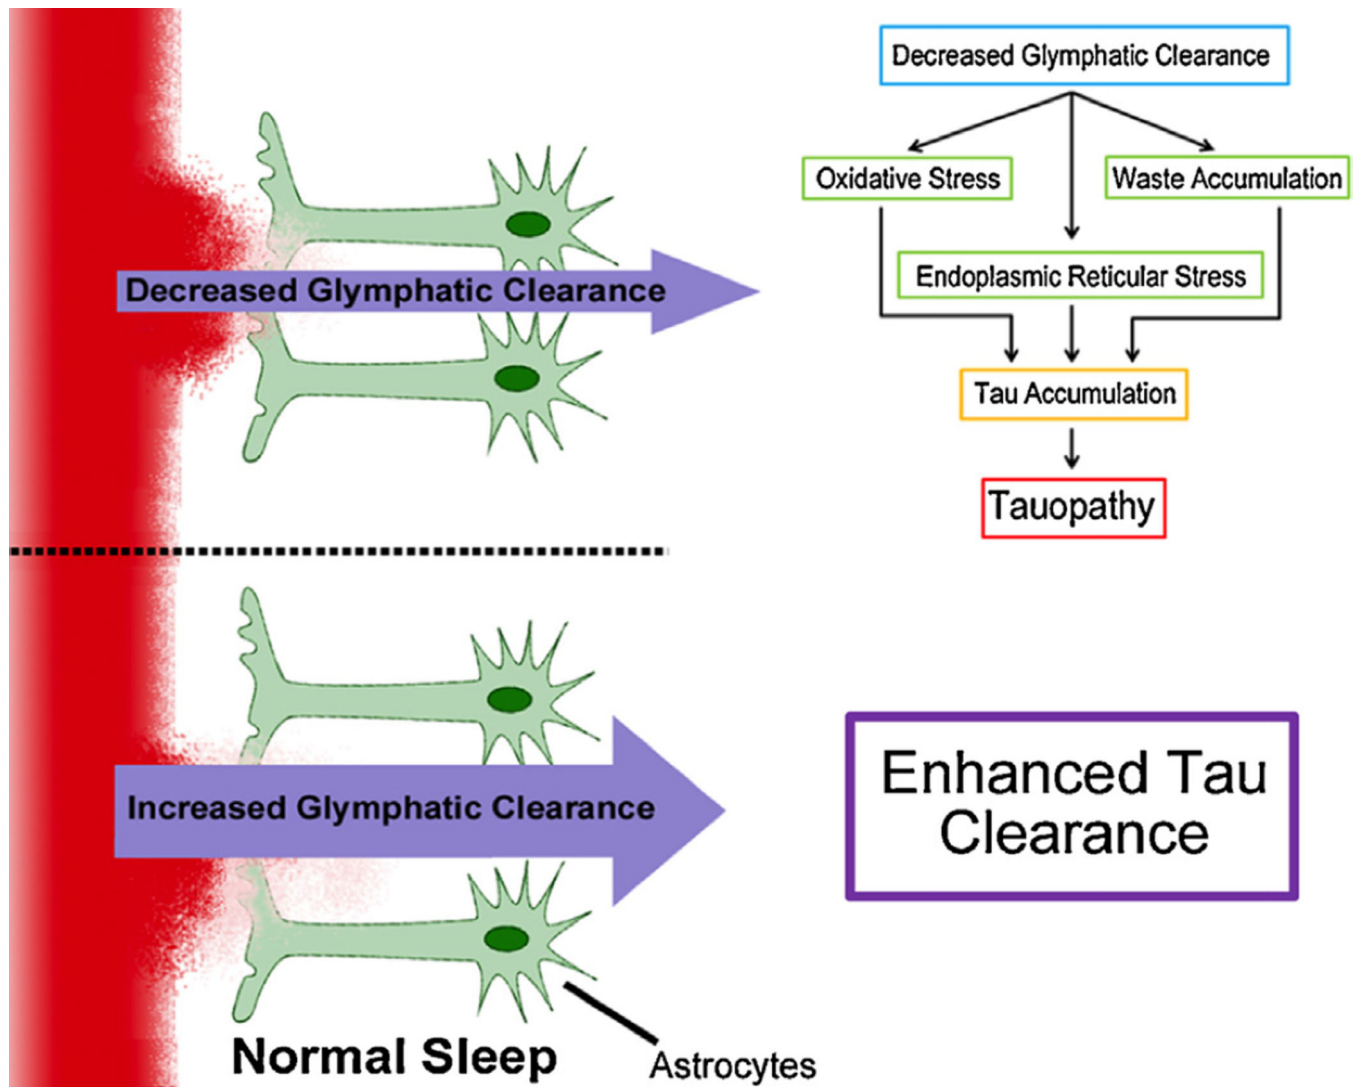 Decreased Glymphatic Clearance
Oxidative Stress
Waste Accumulation
Endoplasmic Reticular Stress
Decreased Glymphatic Clearance
Tau Accumulation
Tauopathy
Increased Glymphatic Clearance
Enhanced Tau
Clearance
Normal Sleep
Astrocytes